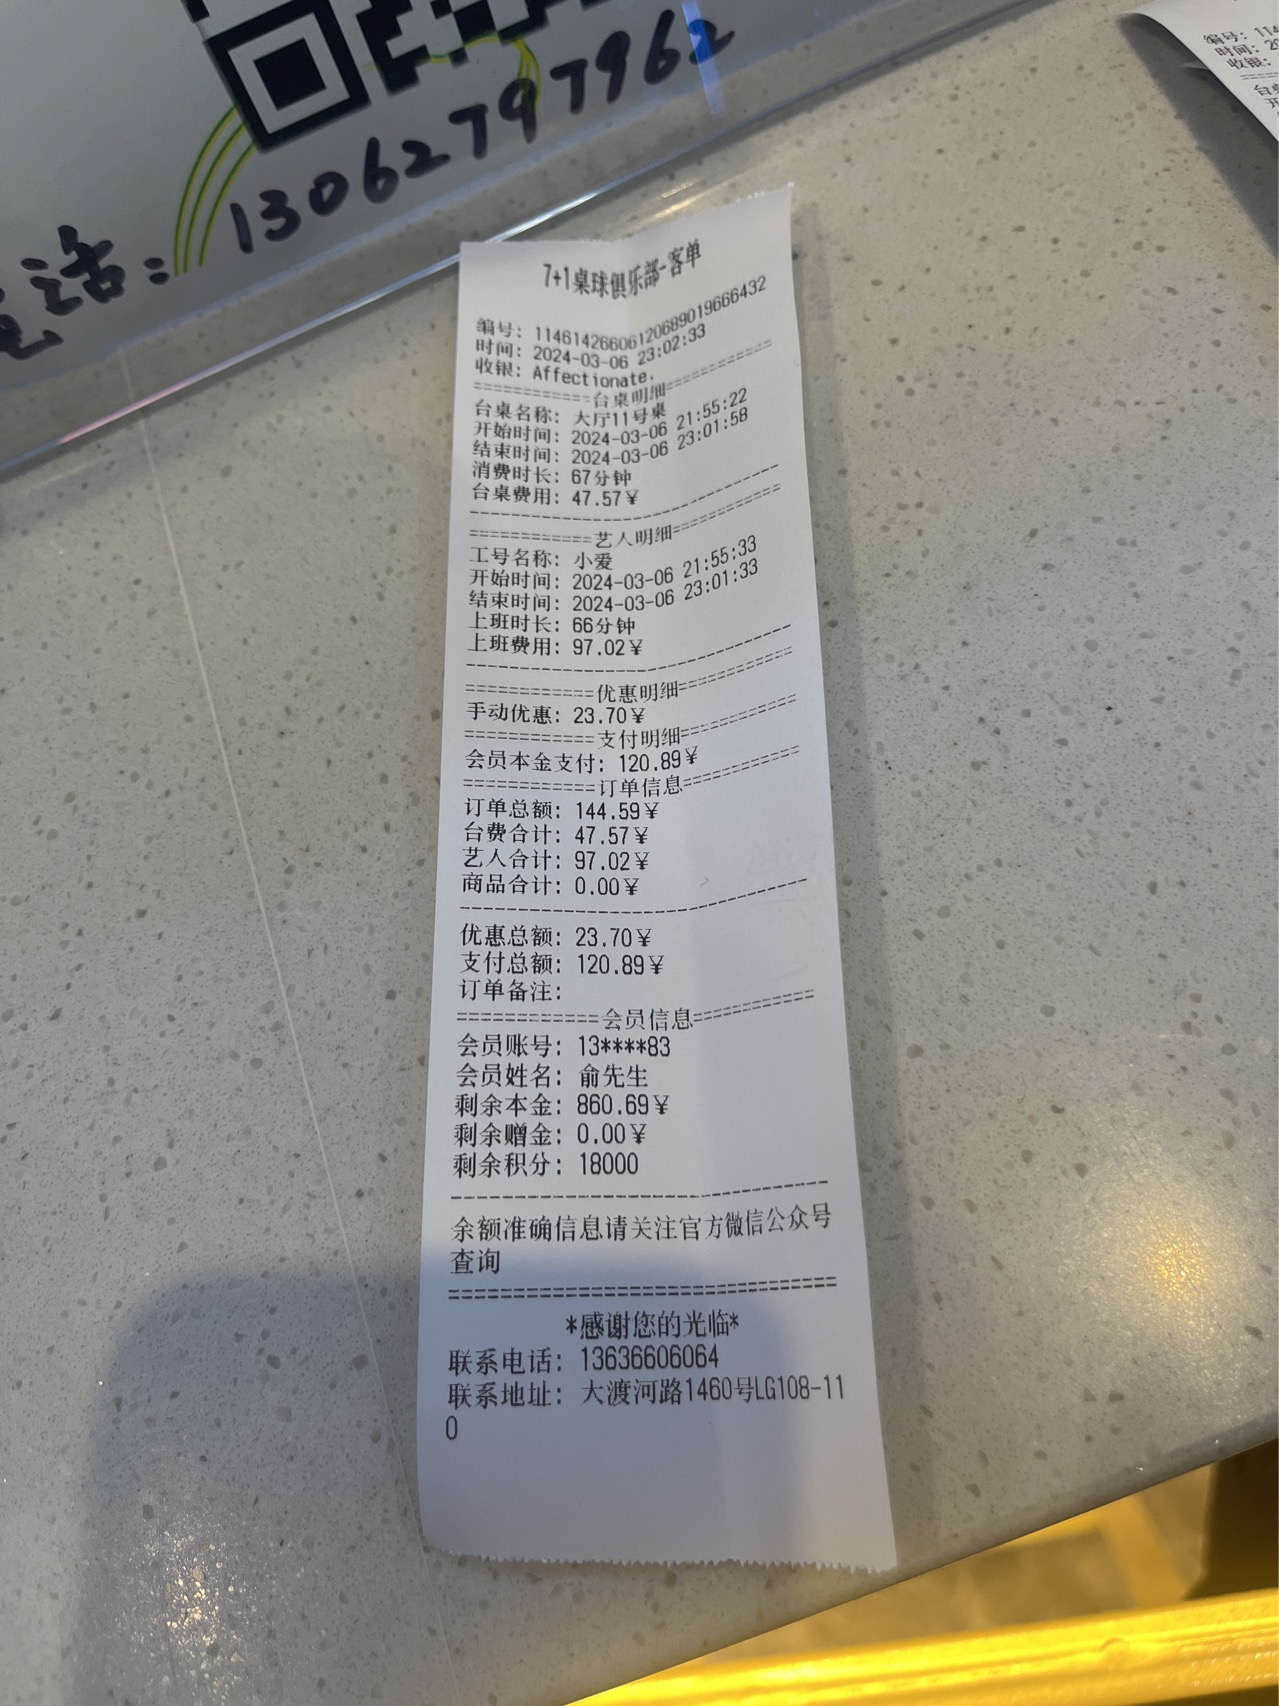 电话：13062797962
编号：114
时间：20
收银：
台桌
开
7+1桌球俱乐部-客单
编号：11461426606120689019666432
时间：2024-03-06 23:02:33
收银：Affectionate.
============台桌明细============
台桌名称：大厅11号桌
开始时间：2024-03-06 21:55:22
结束时间：2024-03-06 23:01:58
消费时长：67分钟
台桌费用：47.57￥
============艺人明细============
工号名称：小爱
开始时间：2024-03-06 21:55:33
结束时间：2024-03-06 23:01:33
上班时长：66分钟
上班费用：97.02￥
============优惠明细============
手动优惠：23.70￥
============支付明细============
会员本金支付：120.89￥
============订单信息============
订单总额：144.59￥
台费合计：47.57￥
艺人合计：97.02￥
商品合计：0.00￥
优惠总额：23.70￥
支付总额：120.89￥
订单备注：
============会员信息============
会员账号：13****83
会员姓名：俞先生
剩余本金：860.69￥
剩余赠金：0.00￥
剩余积分：18000
余额准确信息请关注官方微信公众号
查询
*感谢您的光临*
联系电话：13636606064
联系地址：大渡河路1460号LG108-11
0